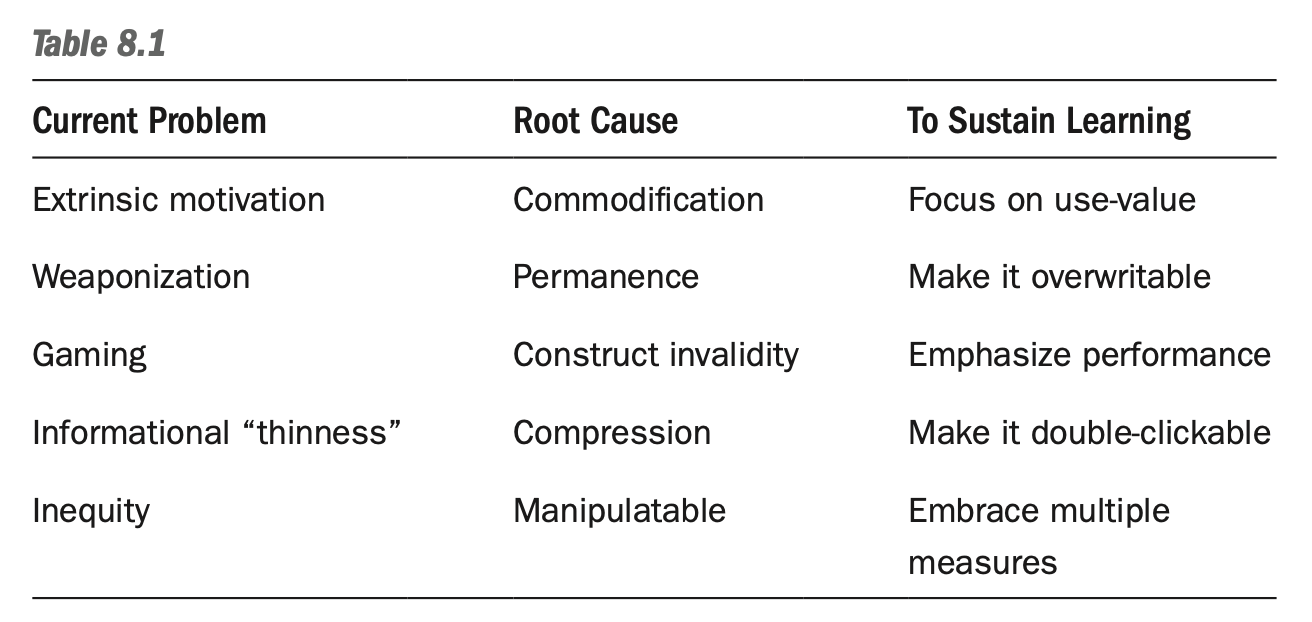 Table 8.1
Current Problem Root Cause To Sustain Learning
Extrinsic motivation Commodification Focus on use-value
Weaponization Permanence Make it overwritable
Gaming Construct invalidity Emphasize performance
Informational “thinness” Compression Make it double-clickable
Inequity Manipulatable Embrace multiple
measures